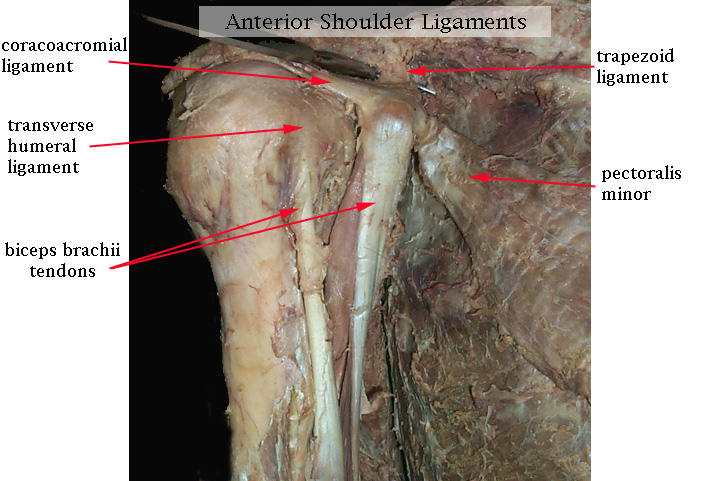 Anterior Shoulder Ligaments
coracoacromial
ligament
trapezoid
ligament
transverse
humeral
ligament
pectoralis
minor
biceps brachii
tendons